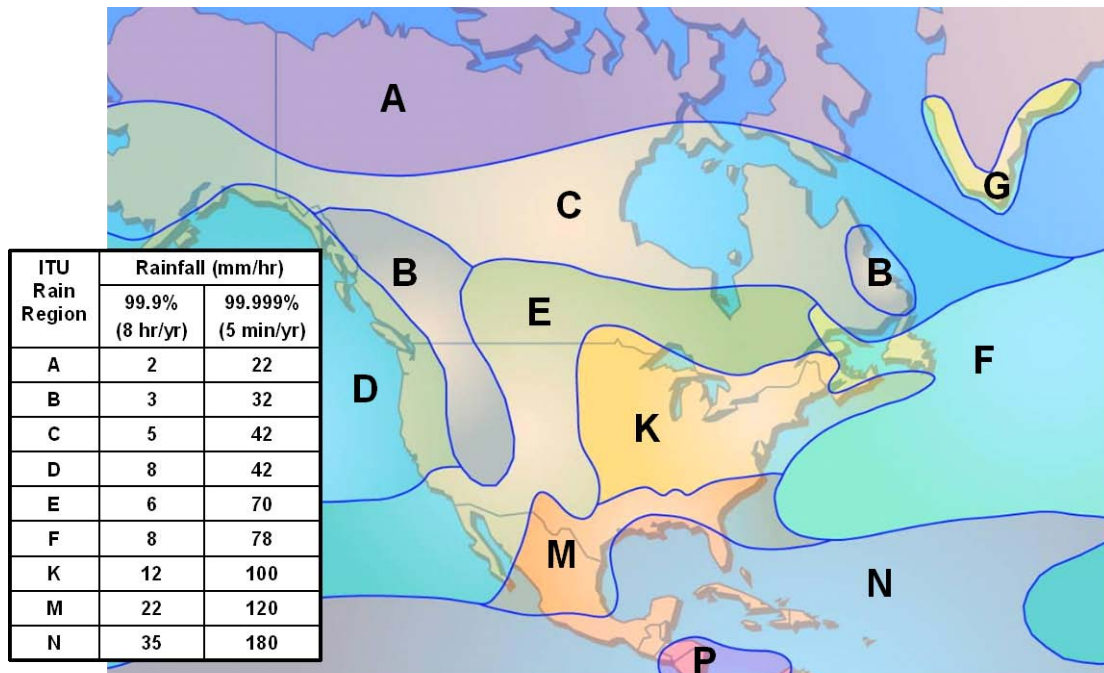 A
G
C
B
B
E
F
D
K
M
N
P
ITU Rain Region
Rainfall (mm/hr)
99.9% (8 hr/yr)
99.999% (5 min/yr)
A 2 22
B 3 32
C 5 42
D 8 42
E 6 70
F 8 78
K 12 100
M 22 120
N 35 180